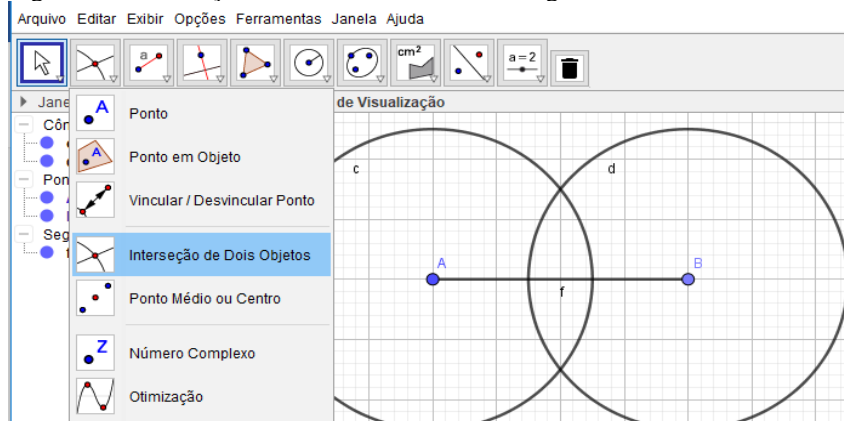 Arquivo Editar Exibir Opções Ferramentas Janela Ajuda
a
cm²
a=2
Jane
de Visualização
Côn
Pon
Seg
A Ponto
A Ponto em Objeto
Vincular / Desvincular Ponto
Interseção de Dois Objetos
Ponto Médio ou Centro
Z Número Complexo
Otimização
c
d
A
B
f